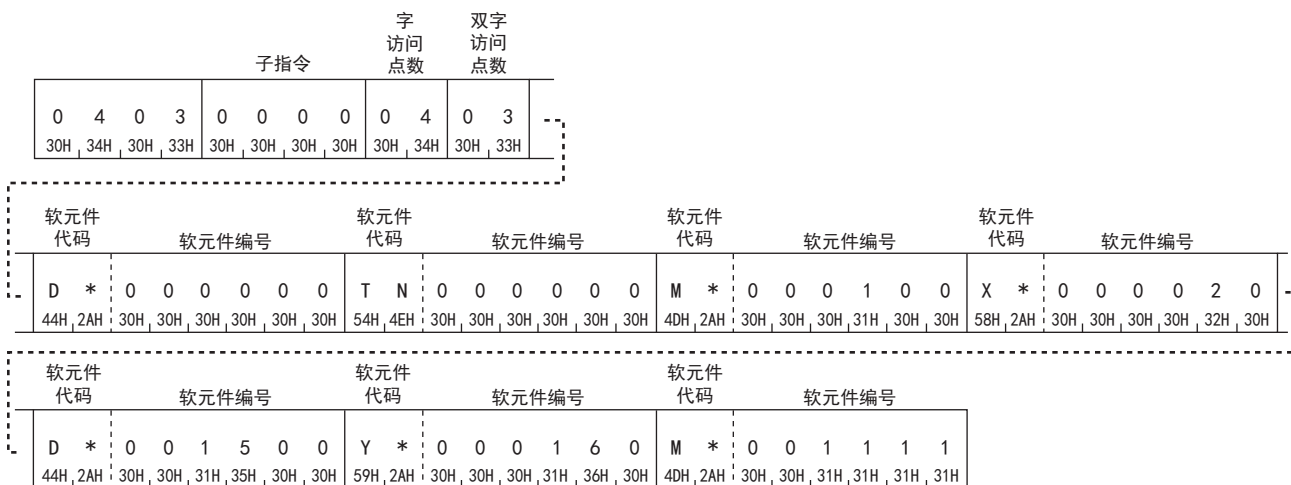 字 双字
访问 访问
子指令 点数 点数
0 4 0 3 0 0 0 0 0 4 0 3
30H 34H 30H 33H 30H 30H 30H 30H 30H 34H 30H 33H
软元件 软元件 软元件 软元件
代码 软元件编号 代码 软元件编号 代码 软元件编号 代码 软元件编号
D * 0 0 0 0 0 0 T N 0 0 0 0 0 0 M * 0 0 0 1 0 0 X * 0 0 0 0 2 0
44H 2AH 30H 30H 30H 30H 30H 30H 54H 4EH 30H 30H 30H 30H 30H 30H 4DH 2AH 30H 30H 30H 31H 30H 30H 58H 2AH 30H 30H 30H 30H 32H 30H
软元件 软元件 软元件
代码 软元件编号 代码 软元件编号 代码 软元件编号
D * 0 0 1 5 0 0 Y * 0 0 0 1 6 0 M * 0 0 1 1 1 1
44H 2AH 30H 30H 31H 35H 30H 30H 59H 2AH 30H 30H 30H 31H 36H 30H 4DH 2AH 30H 30H 31H 31H 31H 31H